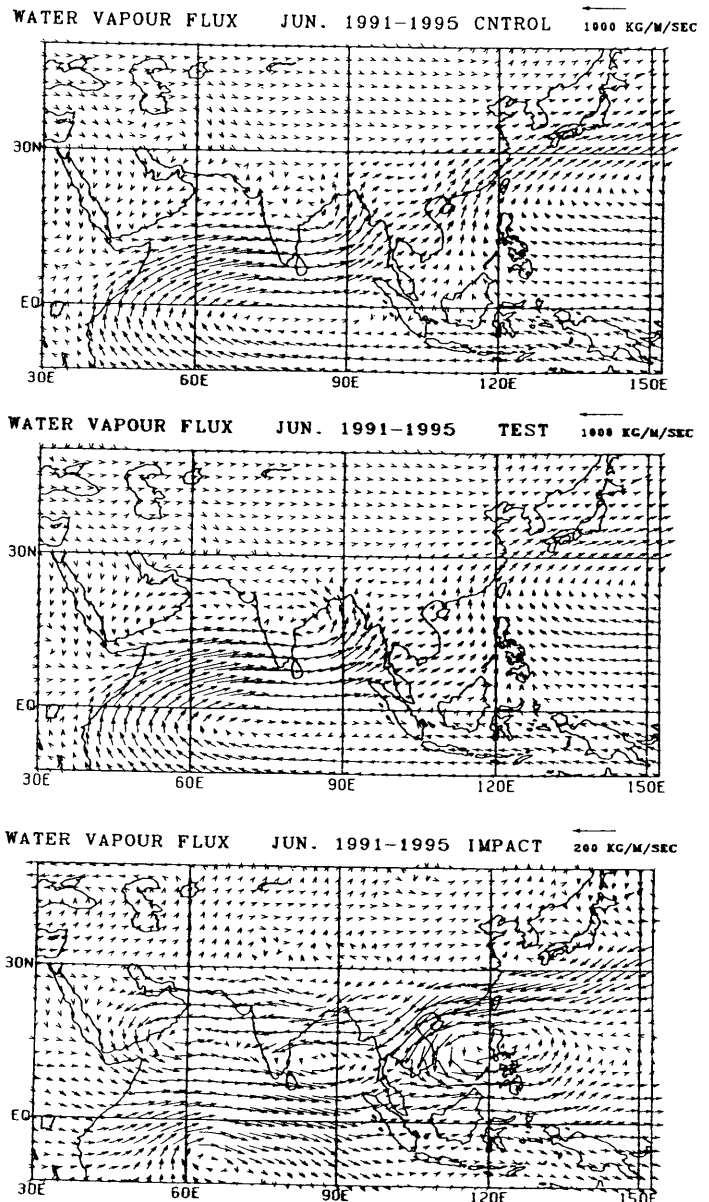 WATER VAPOUR FLUX JUN. 1991-1995 CNTROL 1000 KG/M/SEC
30N
EQ
30E 60E 90E 120E 150E
WATER VAPOUR FLUX JUN. 1991-1995 TEST 1000 KG/M/SEC
30N
EQ
30E 60E 90E 120E 150E
WATER VAPOUR FLUX JUN. 1991-1995 IMPACT 200 KG/M/SEC
30N
EQ
30E 60E 90E 120E 150E